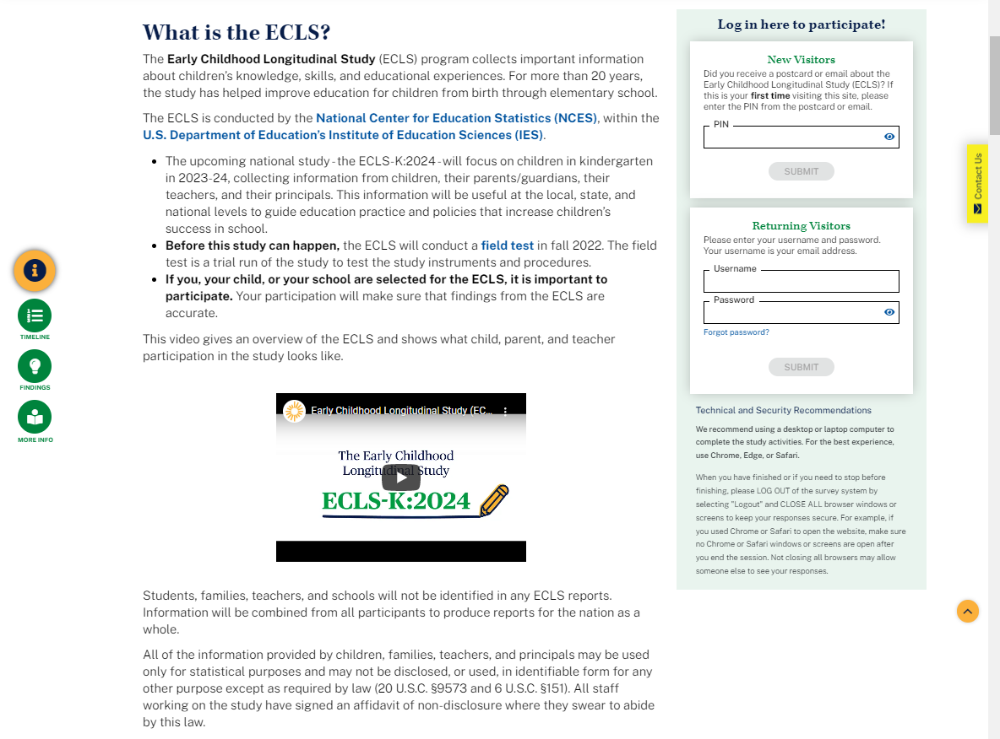 What is the ECLS?
The Early Childhood Longitudinal Study (ECLS) program collects important information
about children's knowledge, skills, and educational experiences. For more than 20 years,
the study has helped improve education for children from birth through elementary school.
The ECLS is conducted by the National Center for Education Statistics (NCES), within the
U.S. Department of Education's Institute of Education Sciences (IES).
• The upcoming national study - the ECLS-K:2024 - will focus on children in kindergarten
in 2023-24, collecting information from children, their parents/guardians, their
teachers, and their principals. This information will be useful at the local, state, and
national levels to guide education practice and policies that increase children's
success in school.
• Before this study can happen, the ECLS will conduct a field test in fall 2022. The field
test is a trial run of the study to test the study instruments and procedures.
• If you, your child, or your school are selected for the ECLS, it is important to
participate. Your participation will make sure that findings from the ECLS are
accurate.
This video gives an overview of the ECLS and shows what child, parent, and teacher
participation in the study looks like.
Early Childhood Longitudinal Study (EC...
The Early Childhood
Longitudinal Study
ECLS-K:2024
Students, families, teachers, and schools will not be identified in any ECLS reports.
Information will be combined from all participants to produce reports for the nation as a
whole.
All of the information provided by children, families, teachers, and principals may be used
only for statistical purposes and may not be disclosed, or used, in identifiable form for any
other purpose except as required by law (20 U.S.C. §9573 and 6 U.S.C. §151). All staff
working on the study have signed an affidavit of non-disclosure where they swear to abide
by this law.
TIMELINE
FINDINGS
MORE INFO
Log in here to participate!
New Visitors
Did you receive a postcard or email about the
Early Childhood Longitudinal Study (ECLS)? If
this is your first time visiting this site, please
enter the PIN from the postcard or email.
PIN
SUBMIT
Returning Visitors
Please enter your username and password.
Your username is your email address.
Username
Password
Forgot password?
SUBMIT
Technical and Security Recommendations
We recommend using a desktop or laptop computer to
complete the study activities. For the best experience,
use Chrome, Edge, or Safari.
When you have finished or if you need to stop before
finishing, please LOG OUT of the survey system by
selecting "Logout" and CLOSE ALL browser windows or
screens to keep your responses secure. For example, if
you used Chrome or Safari to open the website, make sure
no Chrome or Safari windows or screens are open after
you end the session. Not closing all browsers may allow
someone else to see your responses.
Contact Us